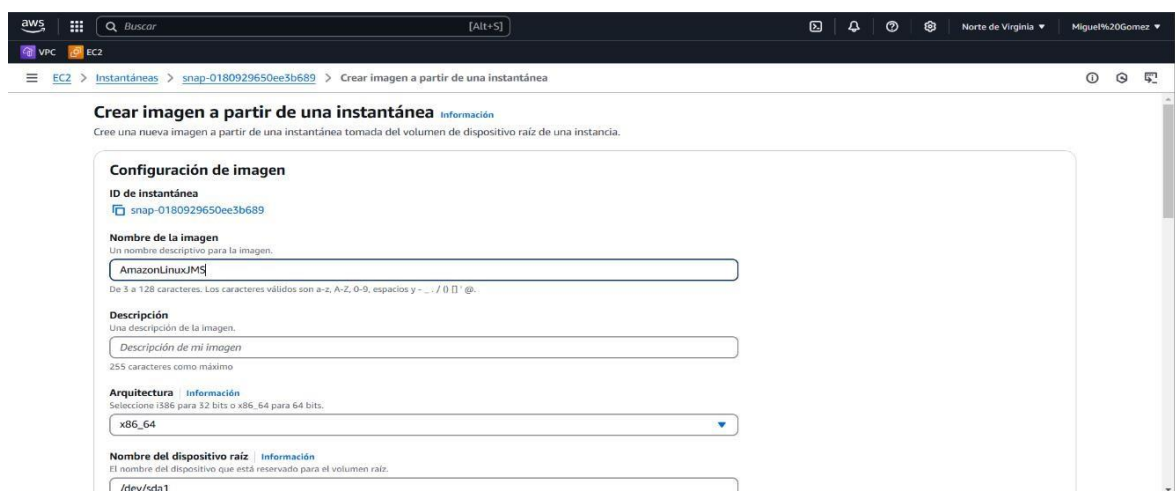 aws
Buscar
[Alt+S]
Norte de Virginia
Miguel%20Gomez
VPC
EC2
EC2 > Instantáneas > snap-0180929650ee3b689 > Crear imagen a partir de una instantánea
Crear imagen a partir de una instantánea Información
Cree una nueva imagen a partir de una instantánea tomada del volumen de dispositivo raíz de una instancia.
Configuración de imagen
ID de instantánea
snap-0180929650ee3b689
Nombre de la imagen
Un nombre descriptivo para la imagen.
AmazonLinuxJMS
De 3 a 128 caracteres. Los caracteres válidos son a-z, A-Z, 0-9, espacios y - _ . / () [] ' @.
Descripción
Una descripción de la imagen.
Descripción de mi imagen
255 caracteres como máximo
Arquitectura | Información
Seleccione i386 para 32 bits o x86_64 para 64 bits.
x86_64
Nombre del dispositivo raíz | Información
El nombre del dispositivo que está reservado para el volumen raíz.
/dev/sda1